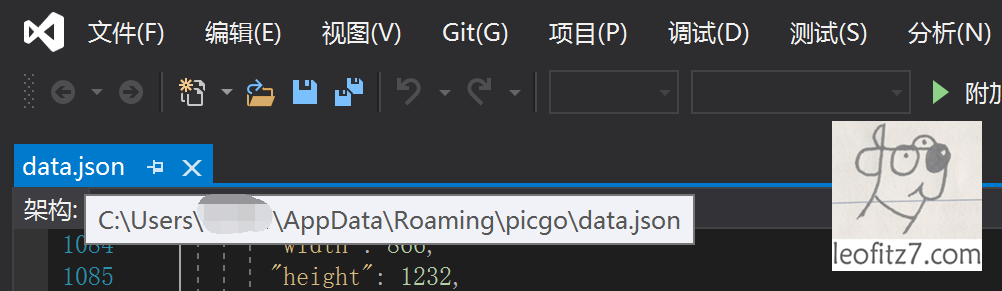 文件(F) 编辑(E) 视图(V) Git(G) 项目(P) 调试(D) 测试(S) 分析(N)
附加
data.json
架构:
C:\Users\ \AppData\Roaming\picgo\data.json
1084 "width": 866,
1085 "height": 1232,
leofitz7.com